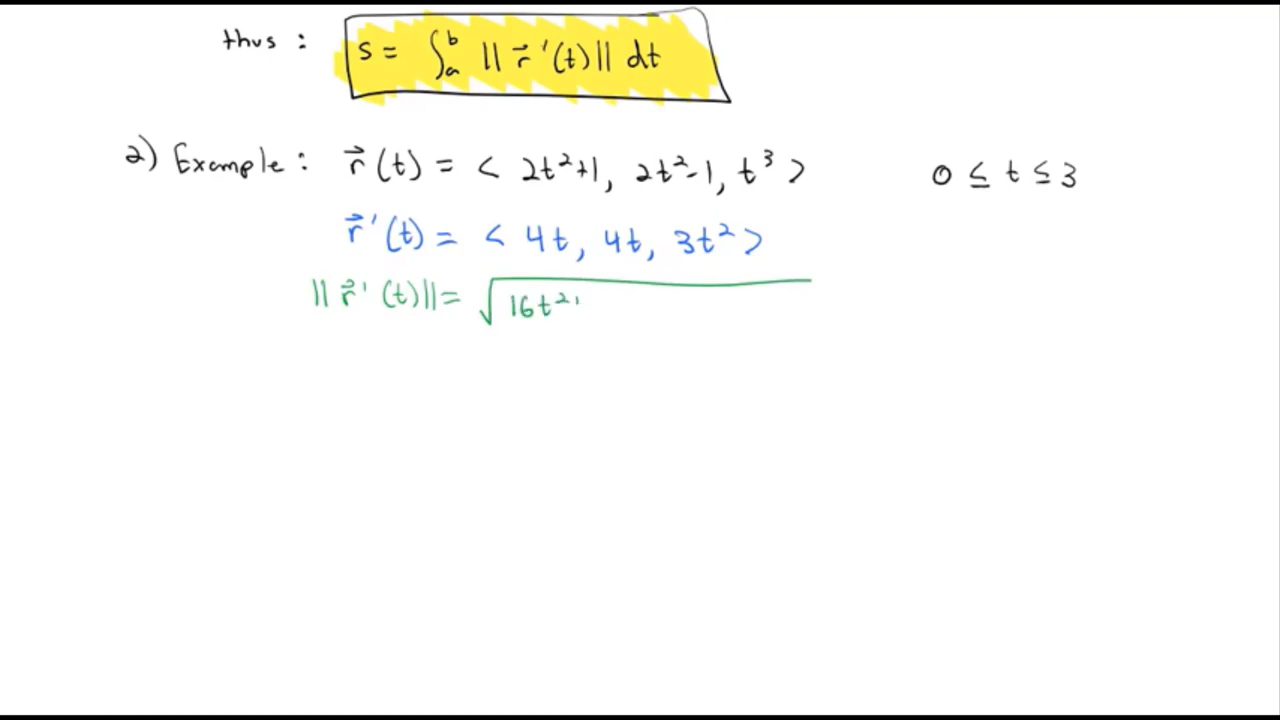 thus : s = ∫ₐᵇ || r⃗ '(t) || dt
2) Example : r⃗ (t) = < 2t²+1, 2t²-1, t³ > 0 ≤ t ≤ 3
r⃗ '(t) = < 4t, 4t, 3t² >
|| r⃗ '(t) || = √16t²